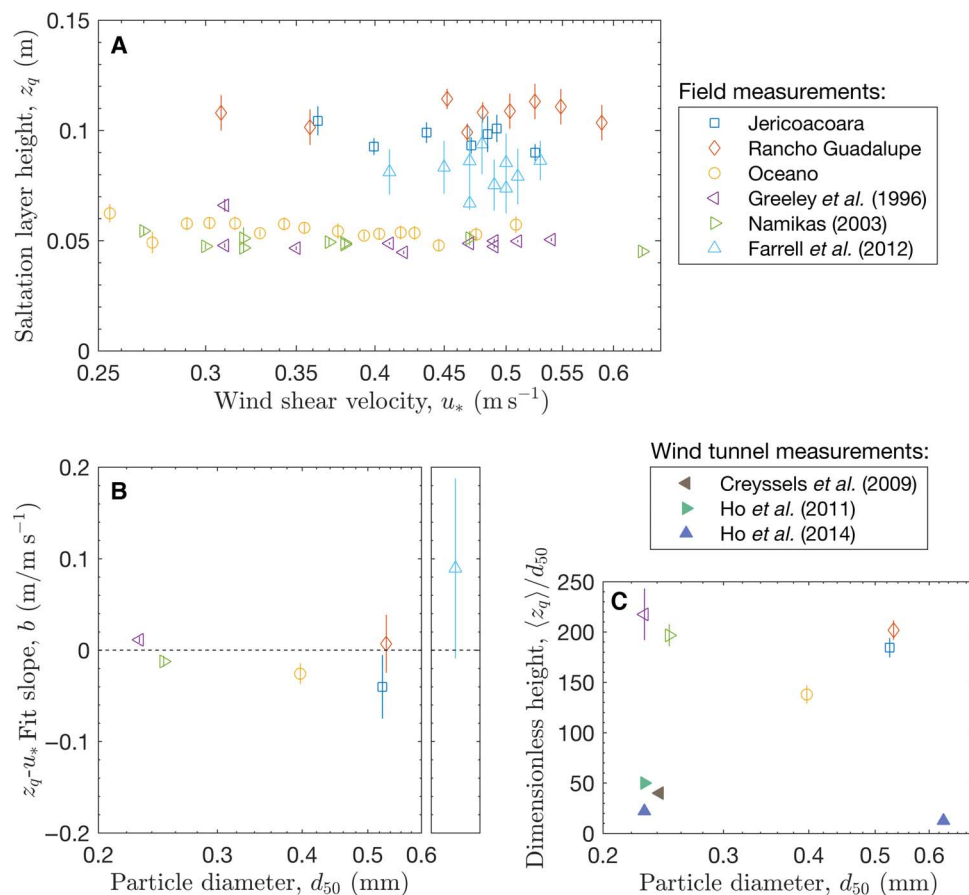 A
0.15
0.1
0.05
0
Saltation layer height, z_q (m)
0.25 0.3 0.35 0.4 0.45 0.5 0.55 0.6
Wind shear velocity, u_* (m s⁻¹)
Field measurements:
Jericoacoara
Rancho Guadalupe
Oceano
Greeley et al. (1996)
Namikas (2003)
Farrell et al. (2012)
B
0.2
0.1
0
−0.1
−0.2
z_q-u_* Fit slope, b (m/m s⁻¹)
0.2 0.3 0.4 0.5 0.6
Particle diameter, d₅₀ (mm)
Wind tunnel measurements:
Creyssels et al. (2009)
Ho et al. (2011)
Ho et al. (2014)
C
250
200
150
100
50
0
Dimensionless height, ⟨z_q⟩/d₅₀
0.2 0.3 0.4 0.5 0.6
Particle diameter, d₅₀ (mm)